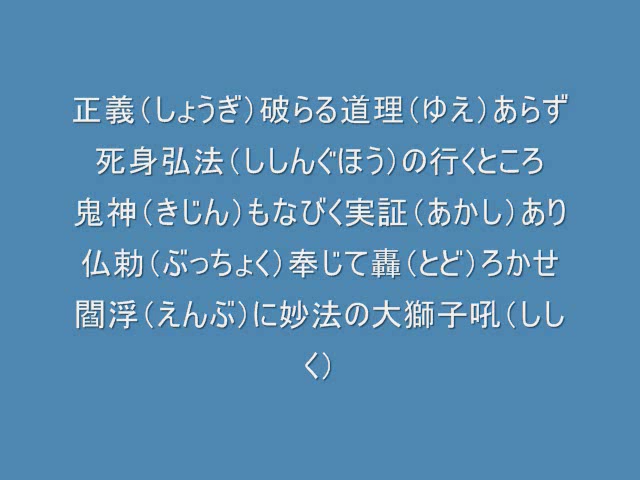 正義（しょうぎ）破らる道理（ゆえ）あらず
死身弘法（ししんぐほう）の行くところ
鬼神（きじん）もなびく実証（あかし）あり
仏勅（ぶっちょく）奉じて轟（とど）ろかせ
閻浮（えんぶ）に妙法の大獅子吼（しし
く）